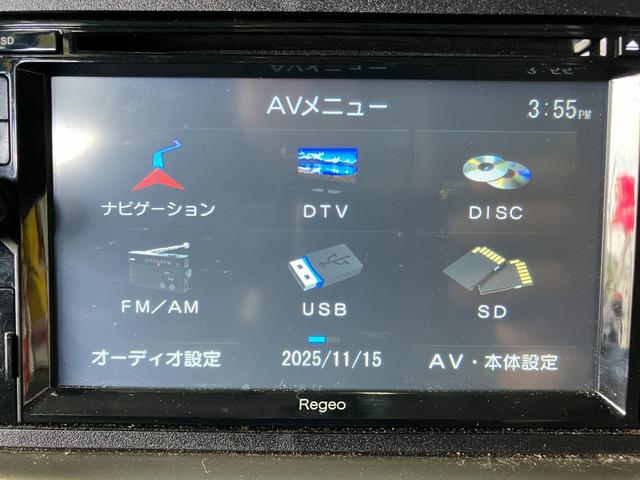 SD
AVメニュー
3:55PM
ナビゲーション
DTV
DISC
FM/AM
USB
SD
オーディオ設定
2025/11/15
AV・本体設定
Regeo